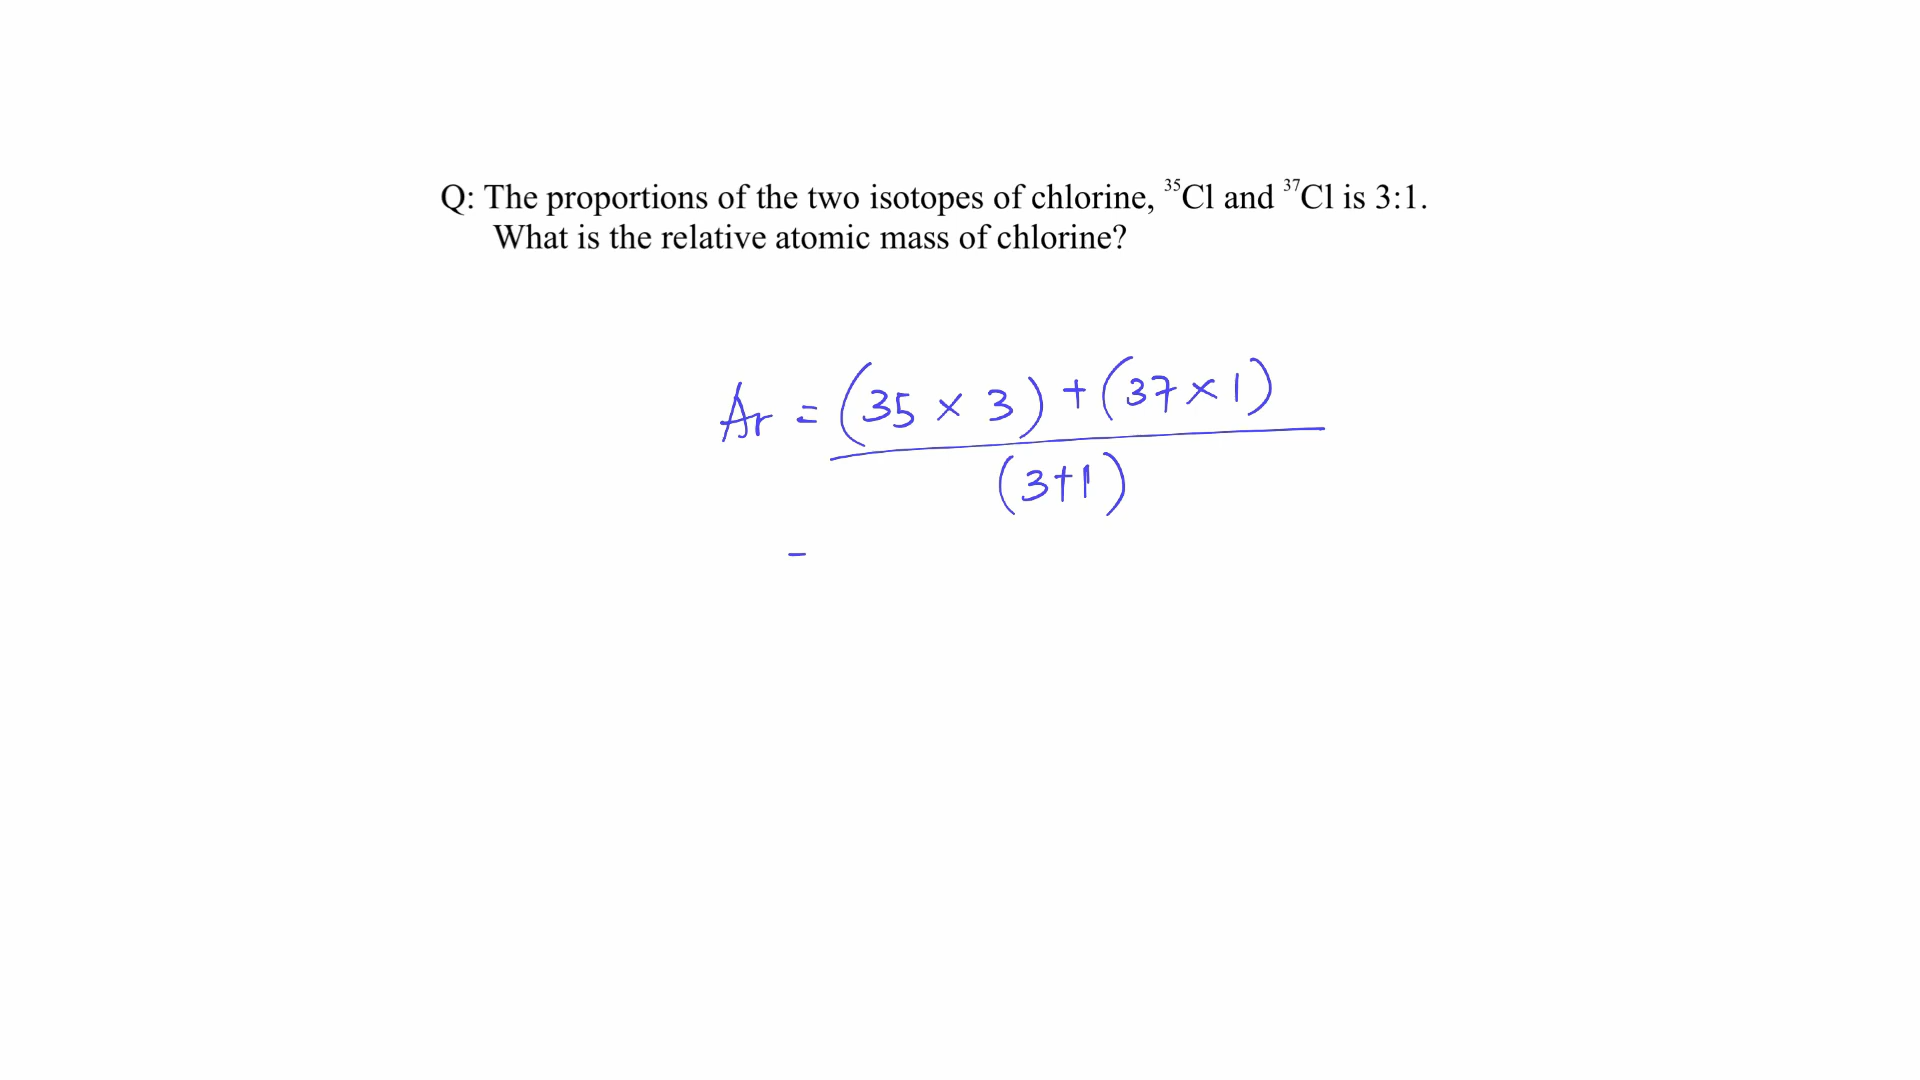 Q: The proportions of the two isotopes of chlorine, ³⁵Cl and ³⁷Cl is 3:1.
What is the relative atomic mass of chlorine?
Ar = (35 × 3) + (37 × 1)
(3+1)
-